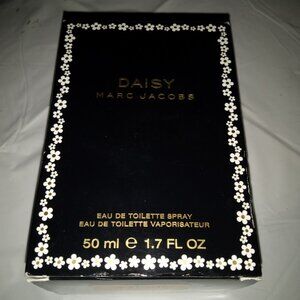 DAISY
MARC JACOBS
EAU DE TOILETTE SPRAY
EAU DE TOILETTE VAPORISATEUR
50 ml ℮ 1.7 FL OZ